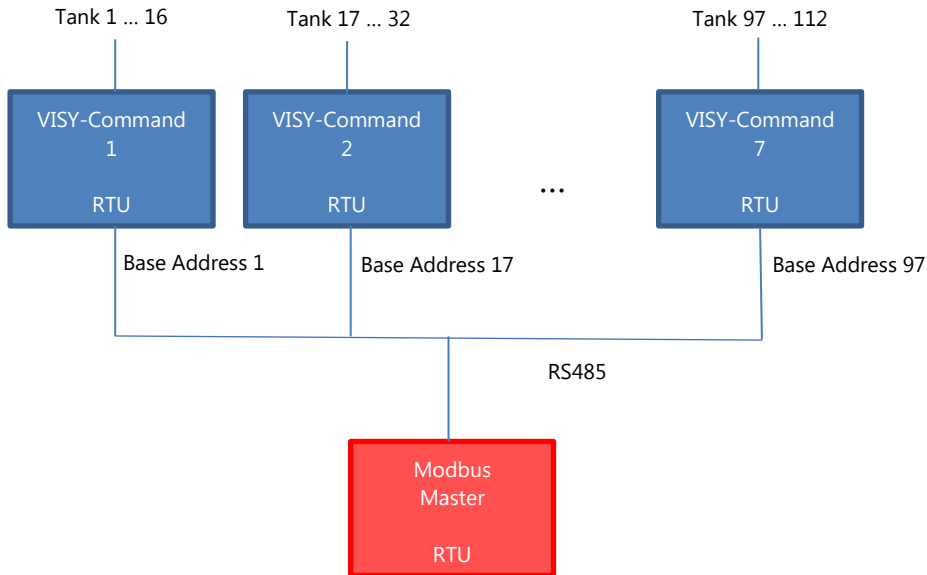 Tank 1 ... 16
Tank 17 ... 32
Tank 97 ... 112
VISY-Command
1
RTU
VISY-Command
2
RTU
...
VISY-Command
7
RTU
Base Address 1
Base Address 17
Base Address 97
RS485
Modbus
Master
RTU